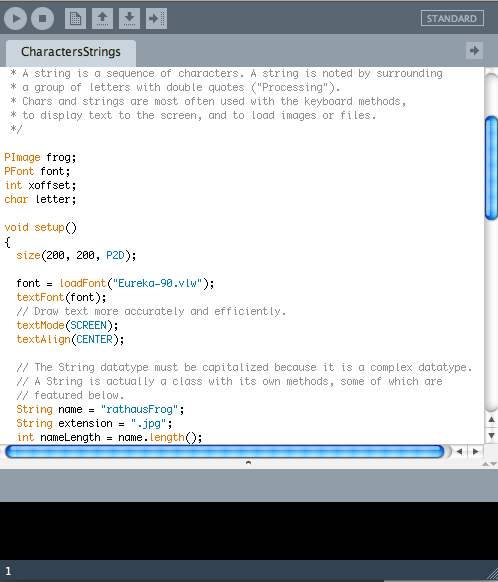 STANDARD
CharactersStrings
* A string is a sequence of characters. A string is noted by surrounding
* a group of letters with double quotes ("Processing").
* Chars and strings are most often used with the keyboard methods,
* to display text to the screen, and to load images or files.
*/
PImage frog;
PFont font;
int xoffset;
char letter;
void setup()
{
size(200, 200, P2D);
font = loadFont("Eureka-90.vlw");
textFont(font);
// Draw text more accurately and efficiently.
textMode(SCREEN);
textAlign(CENTER);
// The String datatype must be capitalized because it is a complex datatype.
// A String is actually a class with its own methods, some of which are
// featured below.
String name = "rathausFrog";
String extension = ".jpg";
int nameLength = name.length();
1